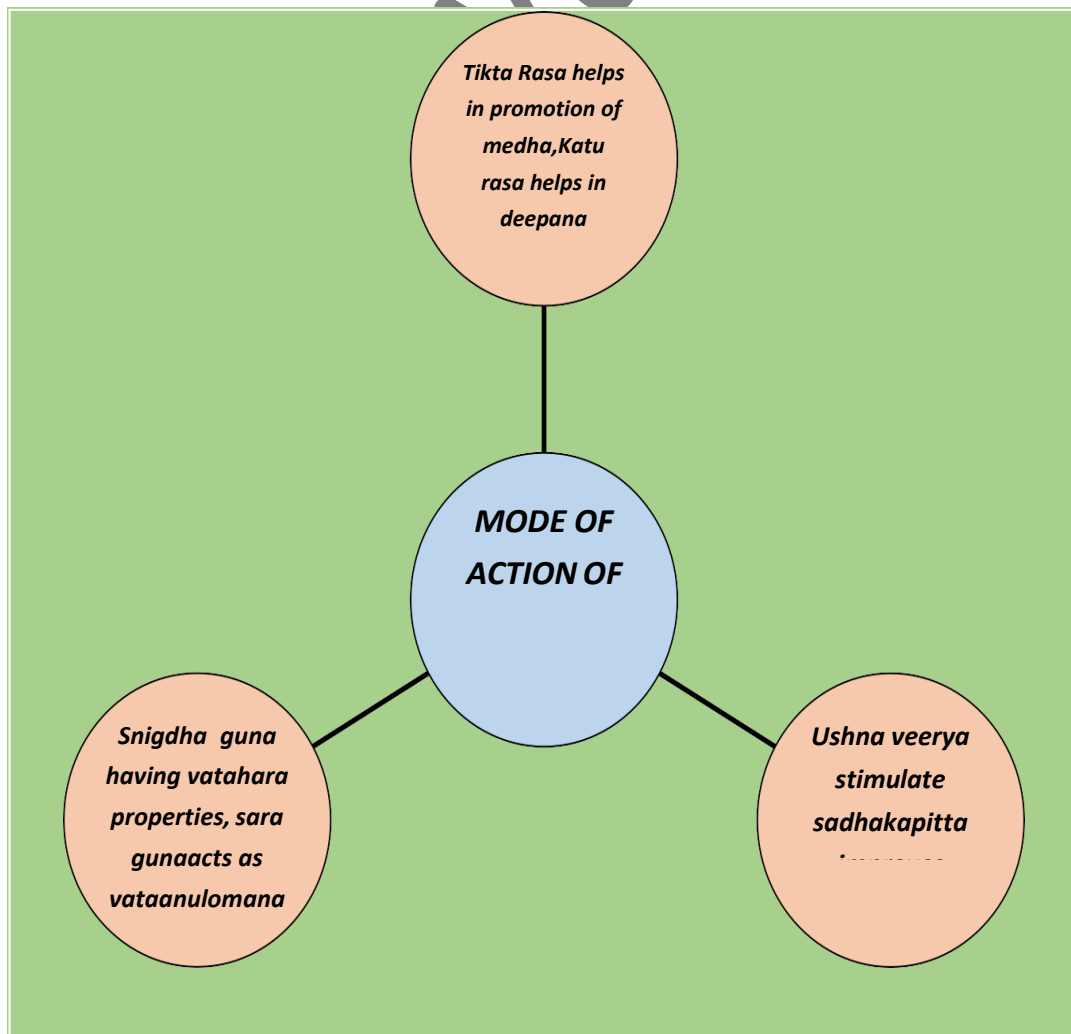 Tikta Rasa helps
in promotion of
medha,Katu
rasa helps in
deepana
MODE OF
ACTION OF
Snigdha guna
having vatahara
properties, sara
gunaacts as
vataanulomana
Ushna veerya
stimulate
sadhakapitta